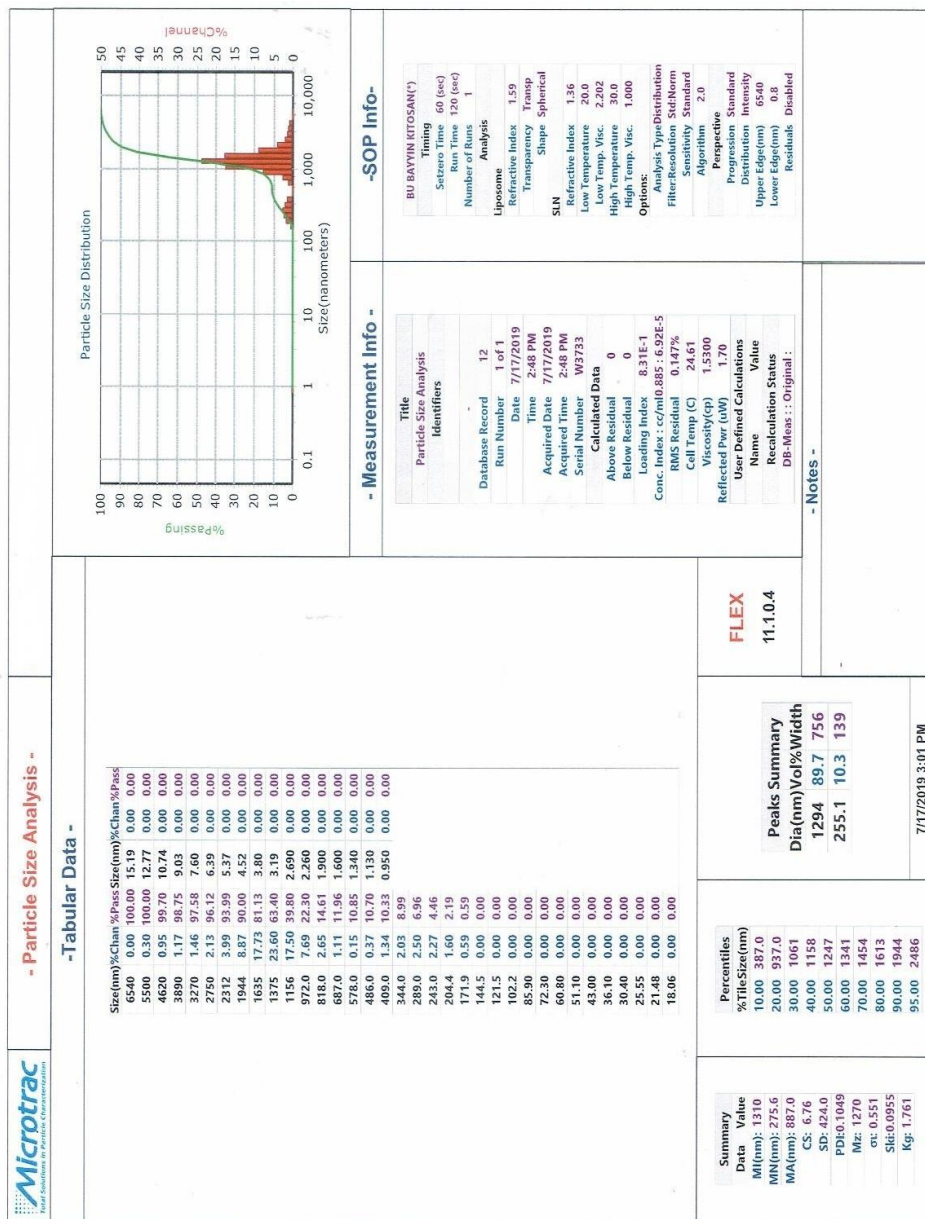 Microtrac
Total Solutions in Particle Characterization
- Particle Size Analysis -
-Tabular Data -
Size(nm) %Chan %Pass Size(nm) %Chan %Pass
6540 0.00 100.00 15.19 0.00 0.00
5500 0.30 100.00 12.77 0.00 0.00
4620 0.95 99.70 10.74 0.00 0.00
3890 1.17 98.75 9.03 0.00 0.00
3270 1.46 97.58 7.60 0.00 0.00
2750 2.13 96.12 6.39 0.00 0.00
2312 3.99 93.99 5.37 0.00 0.00
1944 8.87 90.00 4.52 0.00 0.00
1635 17.73 81.13 3.80 0.00 0.00
1375 23.60 63.40 3.19 0.00 0.00
1156 17.50 39.80 2.690 0.00 0.00
972.0 7.69 22.30 2.260 0.00 0.00
818.0 2.65 14.61 1.900 0.00 0.00
687.0 1.11 11.96 1.600 0.00 0.00
578.0 0.15 10.85 1.340 0.00 0.00
486.0 0.37 10.70 1.130 0.00 0.00
409.0 1.34 10.33 0.950 0.00 0.00
344.0 2.03 8.99
289.0 2.50 6.96
243.0 2.27 4.46
204.4 1.60 2.19
171.9 0.59 0.59
144.5 0.00 0.00
121.5 0.00 0.00
102.2 0.00 0.00
85.90 0.00 0.00
72.30 0.00 0.00
60.80 0.00 0.00
51.10 0.00 0.00
43.00 0.00 0.00
36.10 0.00 0.00
30.40 0.00 0.00
25.55 0.00 0.00
21.48 0.00 0.00
18.06 0.00 0.00
Particle Size Distribution
%Passing
100
90
80
70
60
50
40
30
20
10
0
%Channel
50
45
40
35
30
25
20
15
10
5
0
0.1 1 10 100 1,000 10,000
Size(nanometers)
- Measurement Info -
Title
Particle Size Analysis
Identifiers
-
Database Record 12
Run Number 1 of 1
Date 7/17/2019
Time 2:48 PM
Acquired Date 7/17/2019
Acquired Time 2:48 PM
Serial Number W3733
Calculated Data
Above Residual 0
Below Residual 0
Loading Index 8.31E-1
Conc. Index : cc/ml 0.885 : 6.92E-5
RMS Residual 0.147%
Cell Temp (C) 24.61
Viscosity(cp) 1.5300
Reflected Pwr (uW) 1.70
User Defined Calculations
Name Value
Recalculation Status
DB-Meas : : Original :
-SOP Info-
BU BAYYIN KITOSAN(*)
Timing
Setzero Time 60 (sec)
Run Time 120 (sec)
Number of Runs 1
Analysis
Liposome
Refractive Index 1.59
Transparency Transp
Shape Spherical
SLN
Refractive Index 1.36
Low Temperature 20.0
Low Temp. Visc. 2.202
High Temperature 30.0
High Temp. Visc. 1.000
Options:
Analysis Type Distribution
Filter:Resolution Std:Norm
Sensitivity Standard
Algorithm 2.0
Perspective
Progression Standard
Distribution Intensity
Upper Edge(nm) 6540
Lower Edge(nm) 0.8
Residuals Disabled
Summary
Data Value
MI(nm): 1310
MN(nm): 275.6
MA(nm): 887.0
CS: 6.76
SD: 424.0
PDI: 0.1049
Mz: 1270
σι: 0.551
Ski: 0.0955
Kg: 1.761
Percentiles
%Tile Size(nm)
10.00 387.0
20.00 937.0
30.00 1061
40.00 1158
50.00 1247
60.00 1341
70.00 1454
80.00 1613
90.00 1944
95.00 2486
Peaks Summary
Dia(nm) Vol% Width
1294 89.7 756
255.1 10.3 139
FLEX
11.1.0.4
- Notes -
7/17/2019 3:01 PM